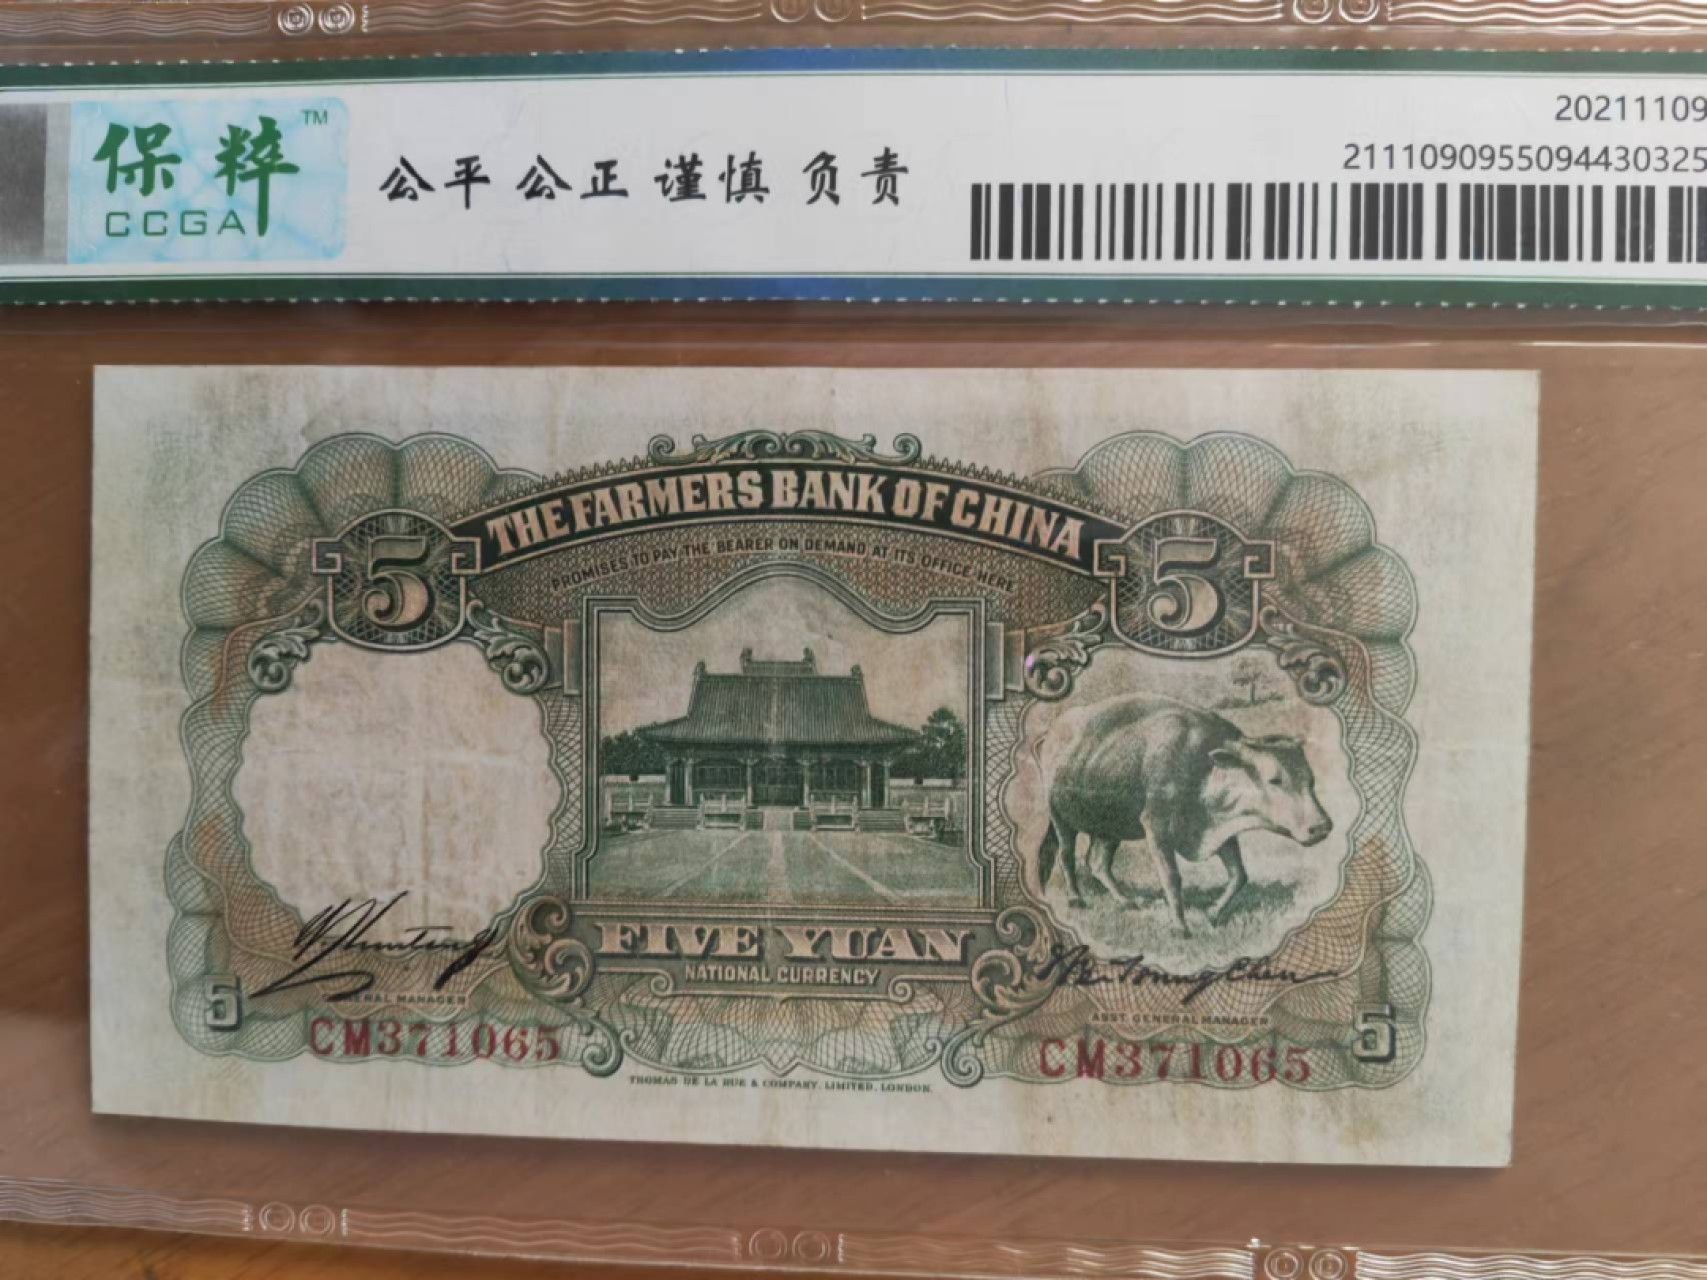 20211109
2111090955094430325
保粹™
CCGA
公平 公正 谨慎 负责
THE FARMERS BANK OF CHINA
PROMISES TO PAY THE BEARER ON DEMAND AT ITS OFFICE HERE
5 5
FIVE YUAN
NATIONAL CURRENCY
GENERAL MANAGER
ASST. GENERAL MANAGER
5 5
CM371065 CM371065
THOMAS DE LA RUE & COMPANY, LIMITED, LONDON.